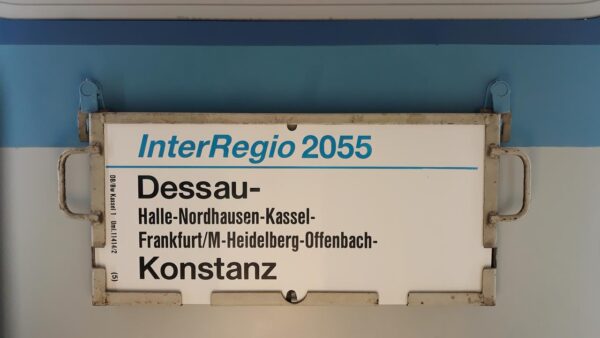 InterRegio 2055
Dessau-
Halle-Nordhausen-Kassel-
Frankfurt/M-Heidelberg-Offenbach-
Konstanz